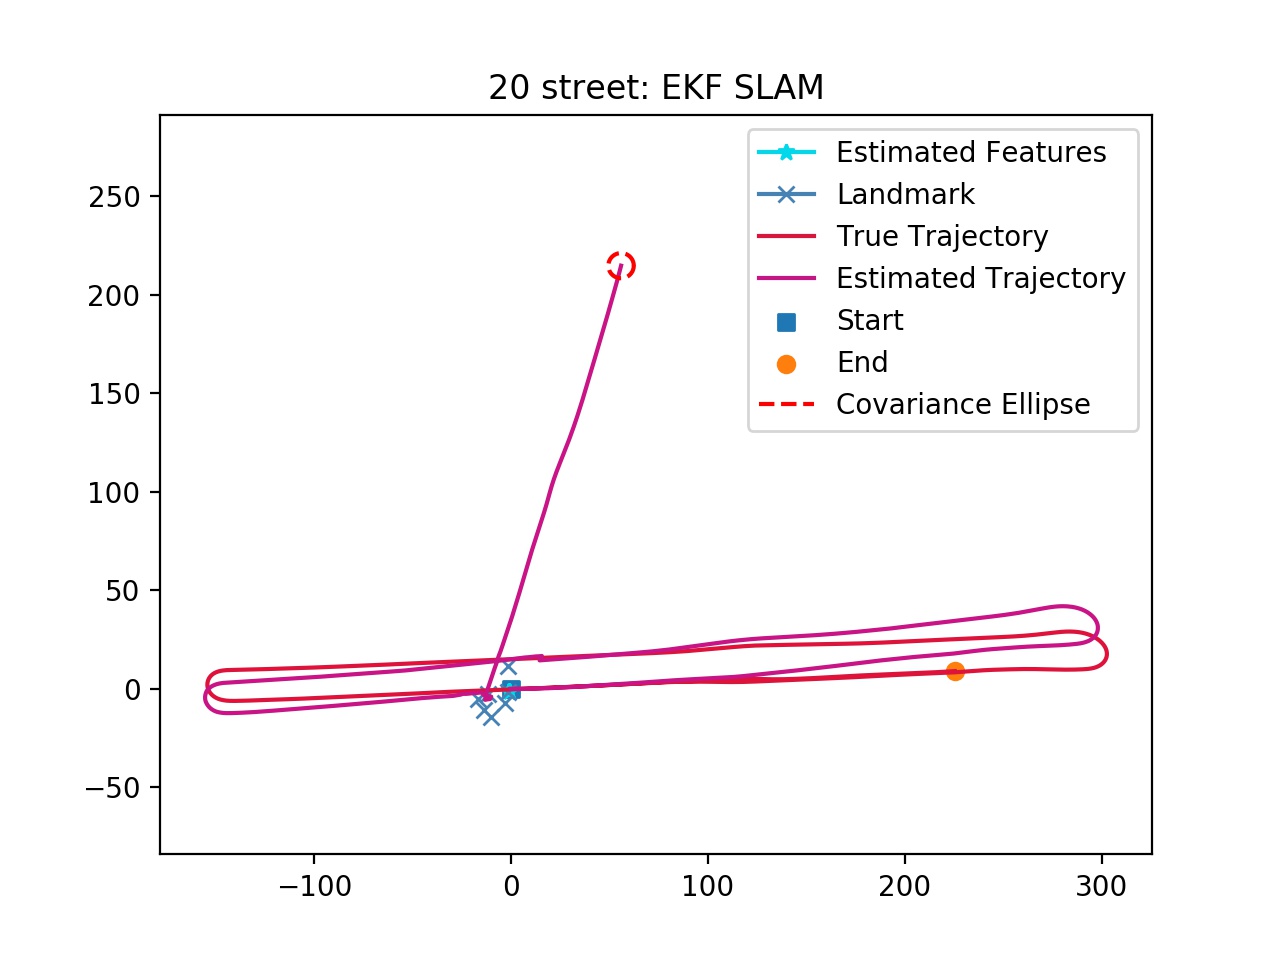 20 street: EKF SLAM
Estimated Features
Landmark
True Trajectory
Estimated Trajectory
Start
End
Covariance Ellipse
250
200
150
100
50
0
−50
−100 0 100 200 300